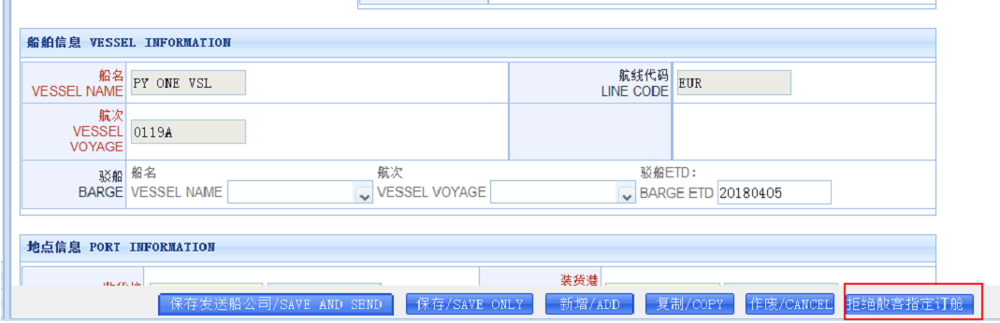 船舶信息 VESSEL INFORMATION
船名
VESSEL NAME
PY ONE VSL
航线代码
LINE CODE
EUR
航次
VESSEL
VOYAGE
0119A
驳船
BARGE
船名
VESSEL NAME
航次
VESSEL VOYAGE
驳船ETD:
BARGE ETD 20180405
地点信息 PORT INFORMATION
装货港
保存发送船公司/SAVE AND SEND 保存/SAVE ONLY 新增/ADD 复制/COPY 作废/CANCEL 拒绝散客指定订舱